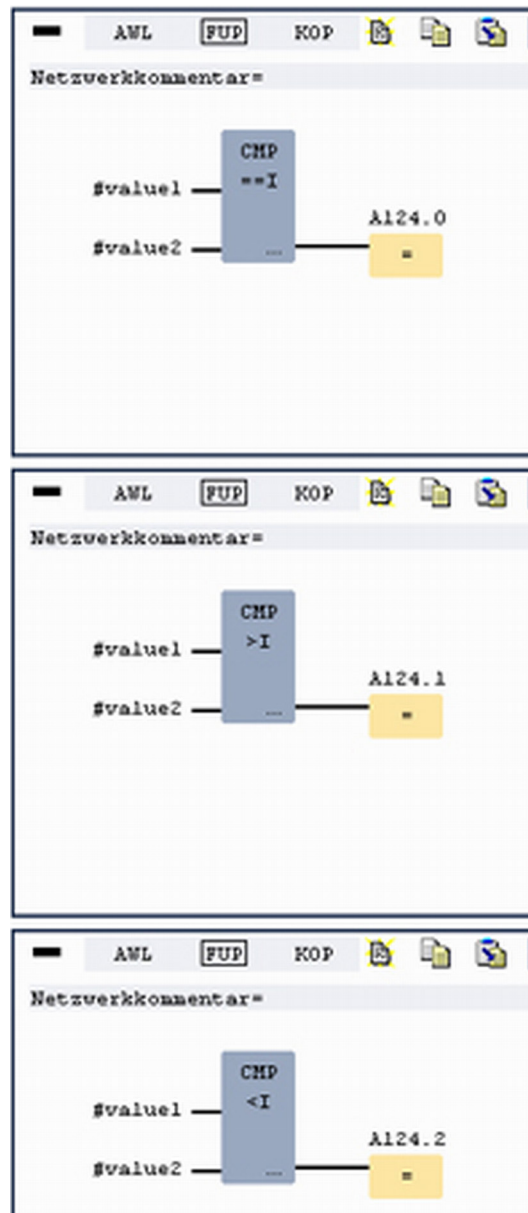 AWL FUP KOP
Netzwerkkommentar=
CMP
==I
#value1
A124.0
#value2 ...
=
AWL FUP KOP
Netzwerkkommentar=
CMP
>I
#value1
A124.1
#value2 ...
=
AWL FUP KOP
Netzwerkkommentar=
CMP
<I
#value1
A124.2
#value2 ...
=